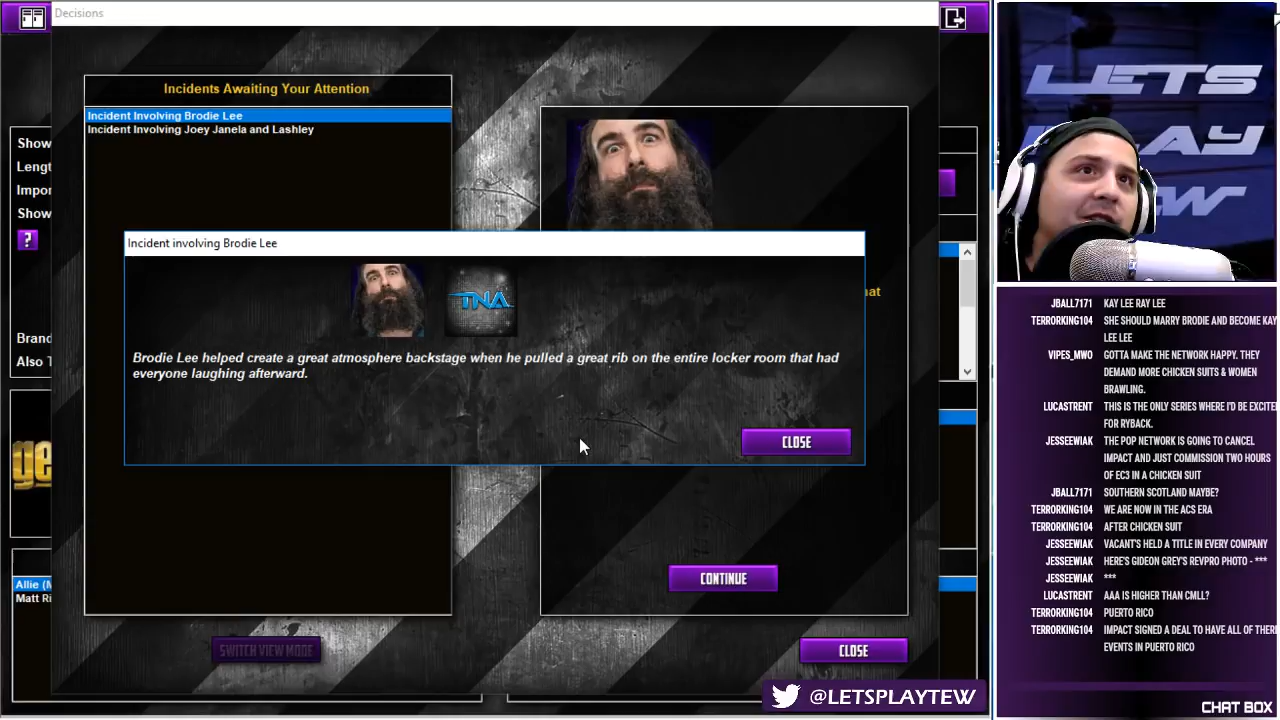 Decisions
Incidents Awaiting Your Attention
Incident Involving Brodie Lee
Incident Involving Joey Janela and Lashley
Show
Lengt
Impor
Show
?
Brand
Also T
ge
Allie (M
Matt Ri
hat
Incident involving Brodie Lee
TNA
Brodie Lee helped create a great atmosphere backstage when he pulled a great rib on the entire locker room that had
everyone laughing afterward.
CLOSE
CONTINUE
SWITCH VIEW MODE
CLOSE
@LETSPLAYTEW
LETS
PLAY
TEW
JBALL7171 KAY LEE RAY LEE
TERRORKING104 SHE SHOULD MARRY BRODIE AND BECOME KAY
LEE LEE
VIPES_MWO GOTTA MAKE THE NETWORK HAPPY. THEY
DEMAND MORE CHICKEN SUITS & WOMEN
BRAWLING.
LUCASTRENT THIS IS THE ONLY SERIES WHERE I'D BE EXCITED
FOR RYBACK.
JESSEEWIAK THE POP NETWORK IS GOING TO CANCEL
IMPACT AND JUST COMMISSION TWO HOURS
OF EC3 IN A CHICKEN SUIT
JBALL7171 SOUTHERN SCOTLAND MAYBE?
TERRORKING104 WE ARE NOW IN THE ACS ERA
TERRORKING104 AFTER CHICKEN SUIT
JESSEEWIAK VACANT'S HELD A TITLE IN EVERY COMPANY
JESSEEWIAK HERE'S GIDEON GREY'S REVPRO PHOTO - ***
JESSEEWIAK ***
LUCASTRENT AAA IS HIGHER THAN CMLL?
TERRORKING104 PUERTO RICO
TERRORKING104 IMPACT SIGNED A DEAL TO HAVE ALL OF THERE
EVENTS IN PUERTO RICO
CHAT BOX